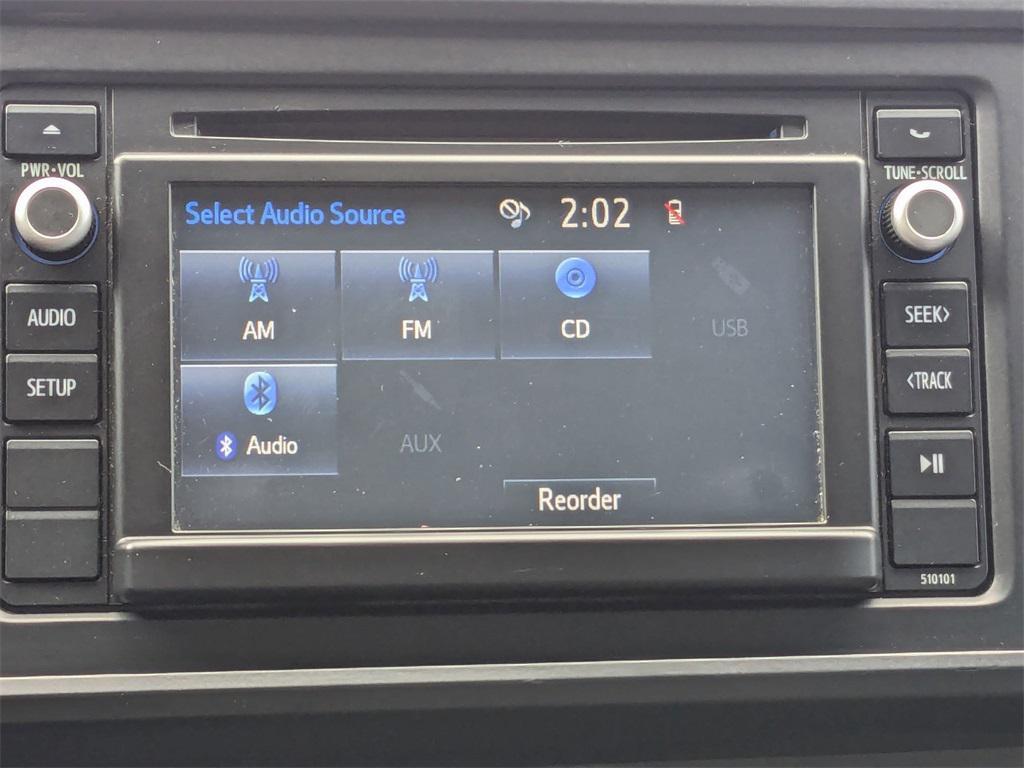 PWR•VOL
TUNE•SCROLL
Select Audio Source
2:02
AUDIO
AM
FM
CD
USB
SEEK>
SETUP
<TRACK
Audio
AUX
Reorder
510101